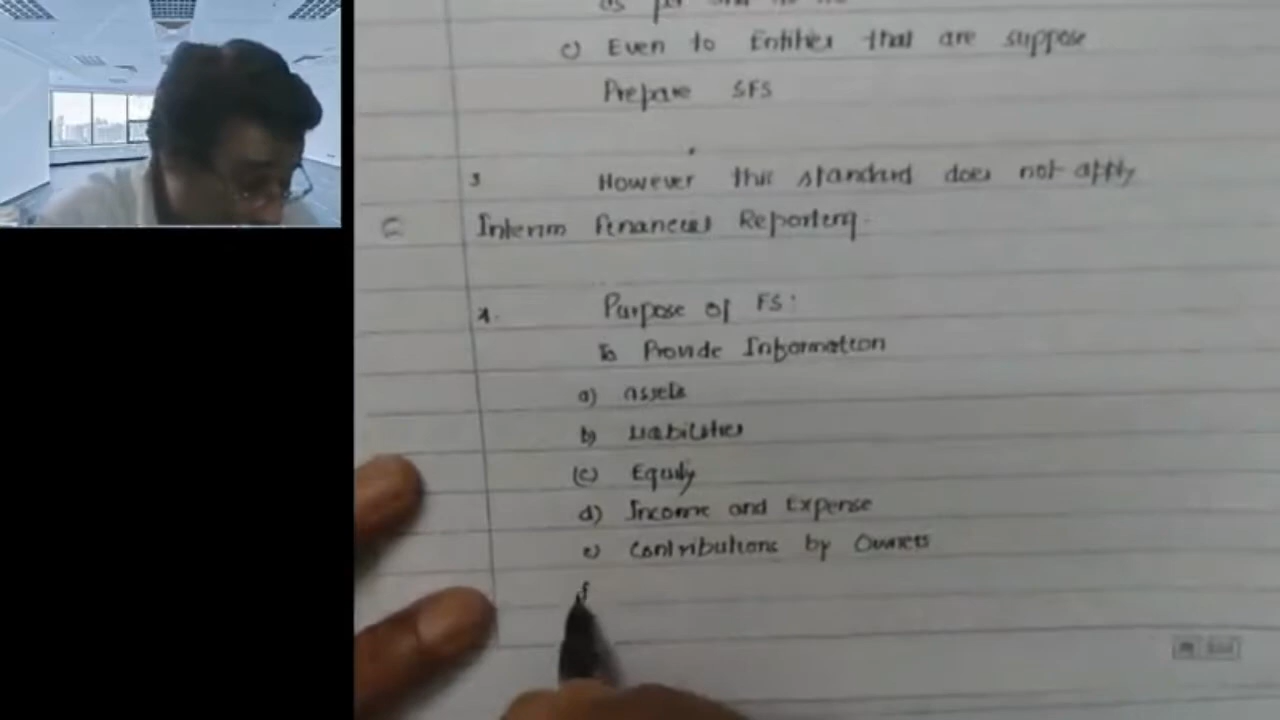 c) Even to Entities that are suppose
Prepare SFS
3 However this standard does not apply
Interim Financial Reporting.
4. Purpose of FS:
To Provide Information
a) assets
b) Liabilities
(c) Equity
d) Income and Expense
e) Contributions by Owners
f